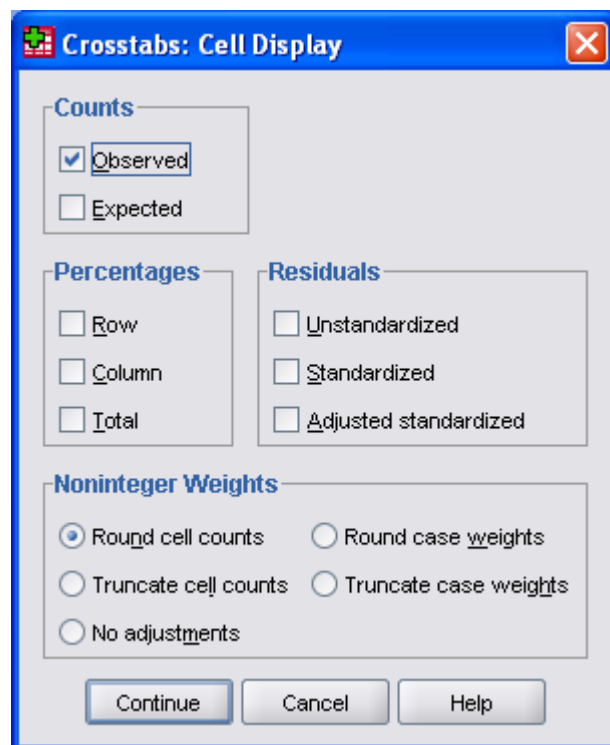 Crosstabs: Cell Display
Counts
Observed
Expected
Percentages
Row
Column
Total
Residuals
Unstandardized
Standardized
Adjusted standardized
Noninteger Weights
Round cell counts
Round case weights
Truncate cell counts
Truncate case weights
No adjustments
Continue
Cancel
Help